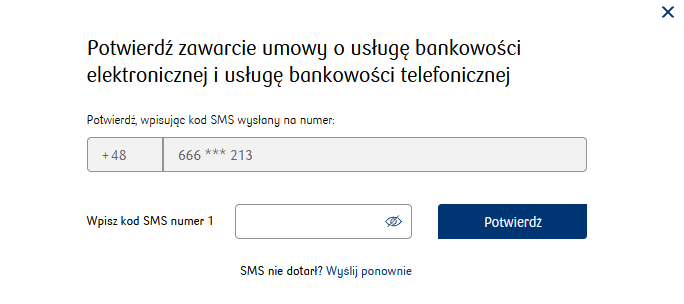 Potwierdź zawarcie umowy o usługę bankowości
elektronicznej i usługę bankowości telefonicznej
Potwierdź, wpisując kod SMS wysłany na numer:
+48 666 *** 213
Wpisz kod SMS numer 1 Potwierdź
SMS nie dotarł? Wyślij ponownie